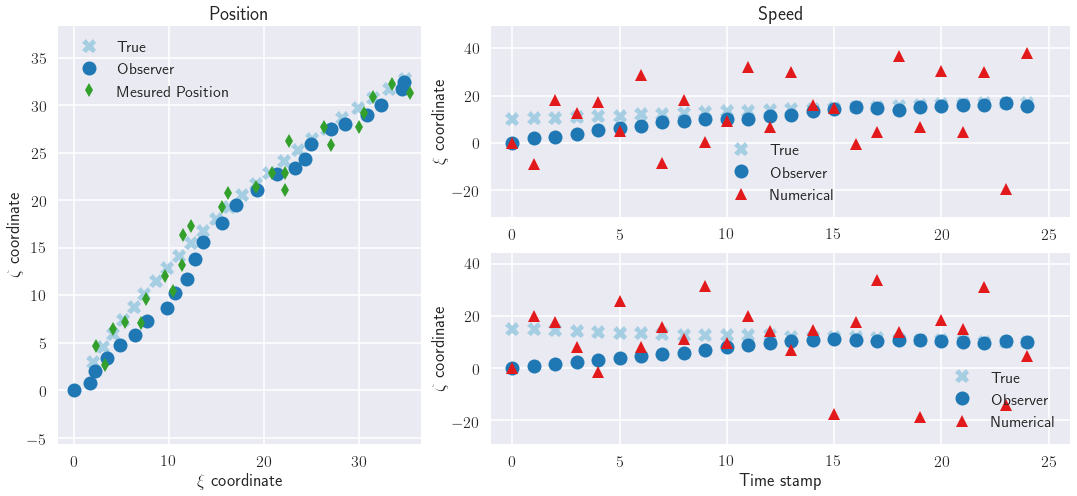 Position
True
Observer
Mesured Position
ζ coordinate
35
30
25
20
15
10
5
0
−5
0 10 20 30
ξ coordinate
Speed
ξ coordinate
40
20
0
−20
True
Observer
Numerical
0 5 10 15 20 25
ζ coordinate
40
20
0
−20
True
Observer
Numerical
0 5 10 15 20 25
Time stamp